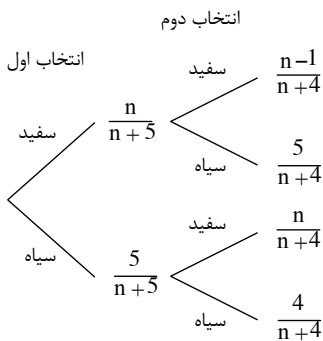 انتخاب دوم
انتخاب اول
سفید
n-1
n+4
سفید
n
n+5
سیاه
5
n+4
سیاه
5
n+5
سفید
n
n+4
سیاه
4
n+4